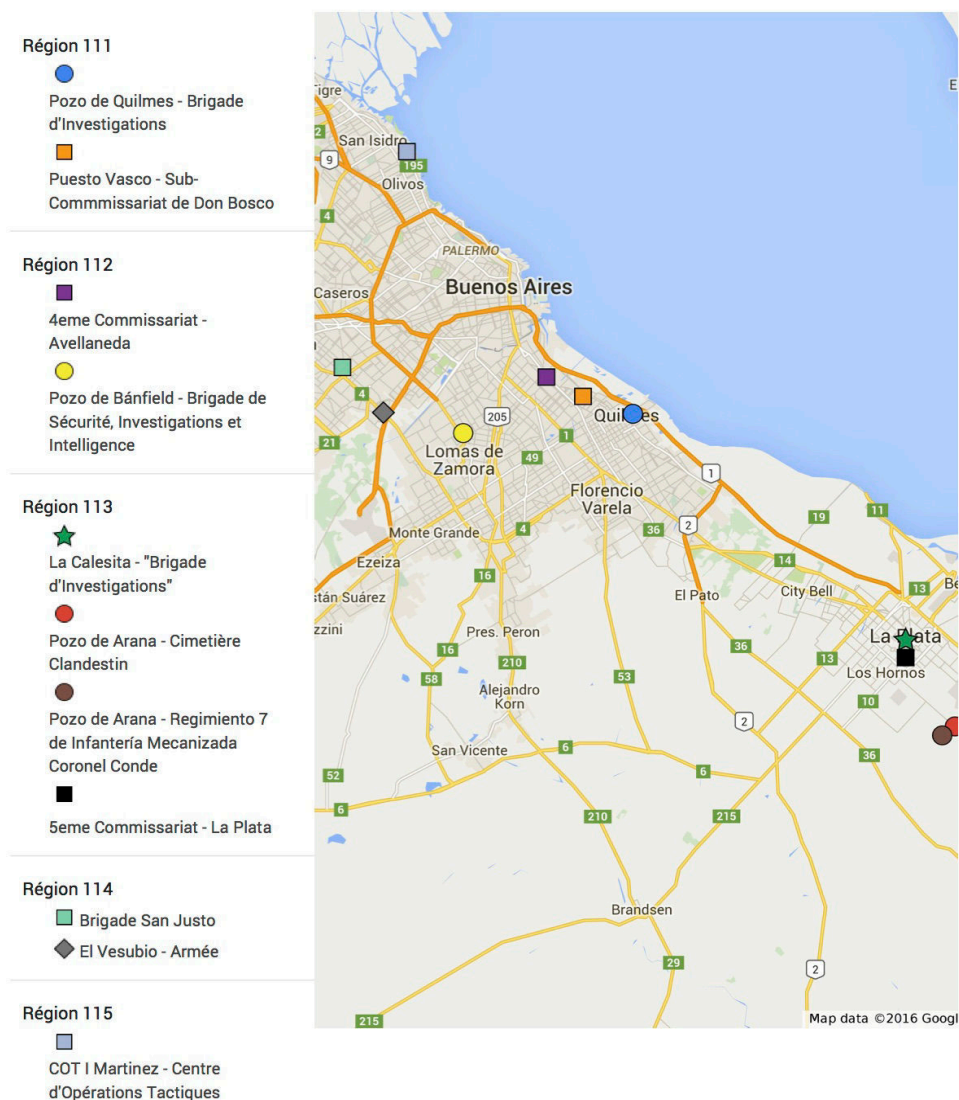 Région 111
Pozo de Quilmes - Brigade
d'Investigations
Puesto Vasco - Sub-
Commmissariat de Don Bosco
Région 112
4eme Commissariat -
Avellaneda
Pozo de Bánfield - Brigade de
Sécurité, Investigations et
Intelligence
Région 113
La Calesita - "Brigade
d'Investigations"
Pozo de Arana - Cimetière
Clandestin
Pozo de Arana - Regimiento 7
de Infantería Mecanizada
Coronel Conde
5eme Commissariat - La Plata
Région 114
Brigade San Justo
El Vesubio - Armée
Région 115
COT I Martinez - Centre
d'Opérations Tactiques
igre
E
2
San Isidro
9
195
Olivos
4
PALERMO
Buenos Aires
Caseros
4
205
Quilmes
21
1
Lomas de
Zamora
49
1
Florencio
Varela
19
11
2
36
Monte Grande
4
14
Ezeiza
16
City Bell
13
Be
El Pato
stán Suárez
zzini
Pres. Peron
La Plata
16
36
210
13
Los Hornos
58
53
Alejandro
Korn
10
2
San Vicente
6
36
52
6
6
210
215
Brandsen
29
2
215
Map data ©2016 Googl